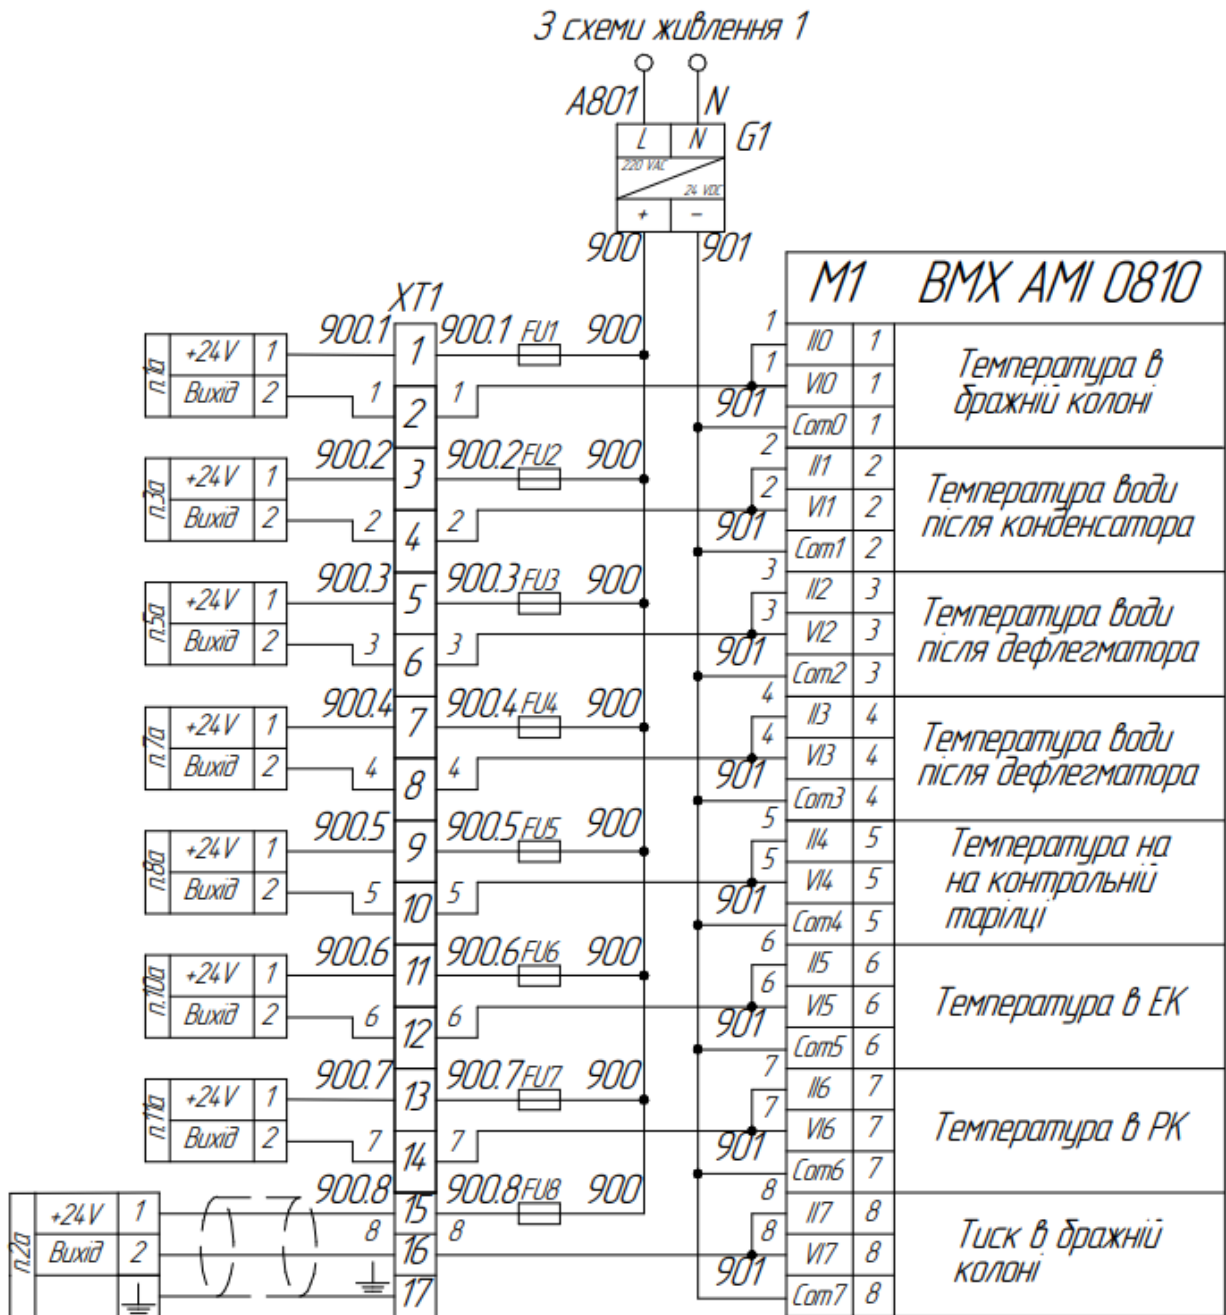 З схеми живлення 1
A801 N
L N G1
220 VAC
24 VDC
+ -
900 901
XT1
M1 BMX AMI 0810
п.1а +24V 1 900.1 1 900.1 FU1 900
Вихід 2 1 2 1
1 II0 1
1 VI0 1
901 Com0 1
Температура в
бражній колоні
п.3а +24V 1 900.2 3 900.2 FU2 900
Вихід 2 2 4 2
2 II1 2
2 VI1 2
901 Com1 2
Температура води
після конденсатора
п.5а +24V 1 900.3 5 900.3 FU3 900
Вихід 2 3 6 3
3 II2 3
3 VI2 3
901 Com2 3
Температура води
після дефлегматора
п.7а +24V 1 900.4 7 900.4 FU4 900
Вихід 2 4 8 4
4 II3 4
4 VI3 4
901 Com3 4
Температура води
після дефлегматора
п.8а +24V 1 900.5 9 900.5 FU5 900
Вихід 2 5 10 5
5 II4 5
5 VI4 5
901 Com4 5
Температура на
на контрольній
тарілці
п.10а +24V 1 900.6 11 900.6 FU6 900
Вихід 2 6 12 6
6 II5 6
6 VI5 6
901 Com5 6
Температура в ЕК
п.11а +24V 1 900.7 13 900.7 FU7 900
Вихід 2 7 14 7
7 II6 7
7 VI6 7
901 Com6 7
Температура в РК
п.2а +24V 1 900.8 15 900.8 FU8 900
Вихід 2 8 16 8
17
8 II7 8
8 VI7 8
901 Com7 8
Тиск в бражній
колоні